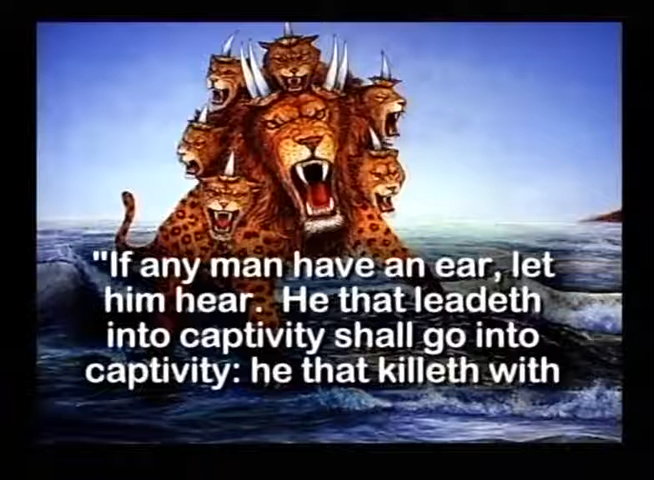 "If any man have an ear, let
him hear.  He that leadeth
into captivity shall go into
captivity: he that killeth with